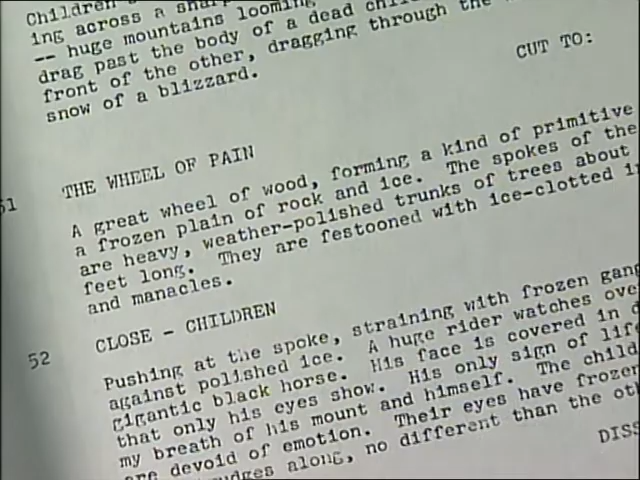 Children
ing across a sharp
-- huge mountains looming
drag past the body of a dead chil
front of the other, dragging through the
snow of a blizzard.
CUT TO:
51
THE WHEEL OF PAIN
A great wheel of wood, forming a kind of primitive
a frozen plain of rock and ice. The spokes of the
are heavy, weather-polished trunks of trees about
feet long. They are festooned with ice-clotted
and manacles.
52
CLOSE - CHILDREN
Pushing at the spoke, straining with frozen
against polished ice. A huge rider watches over
gigantic black horse. His face is covered in
that only his eyes show. His only sign of life
my breath of his mount and himself. The child
are devoid of emotion. Their eyes have frozen
along, no different than the
DISS